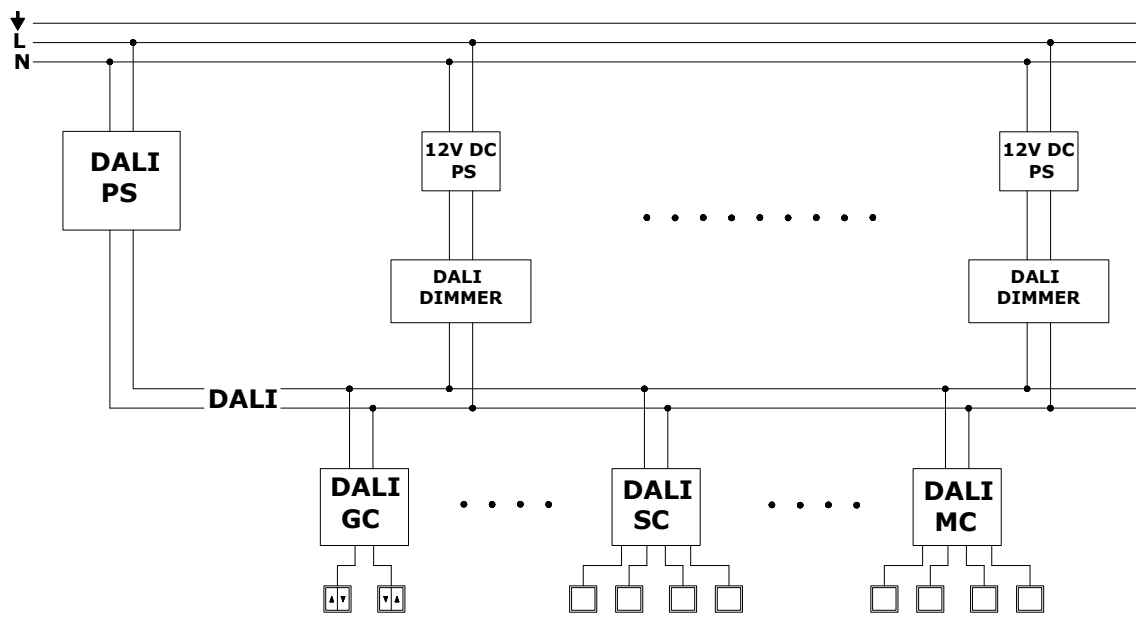 L
N
DALI
PS
12V DC
PS
12V DC
PS
DALI
DIMMER
DALI
DIMMER
DALI
DALI
GC
DALI
SC
DALI
MC